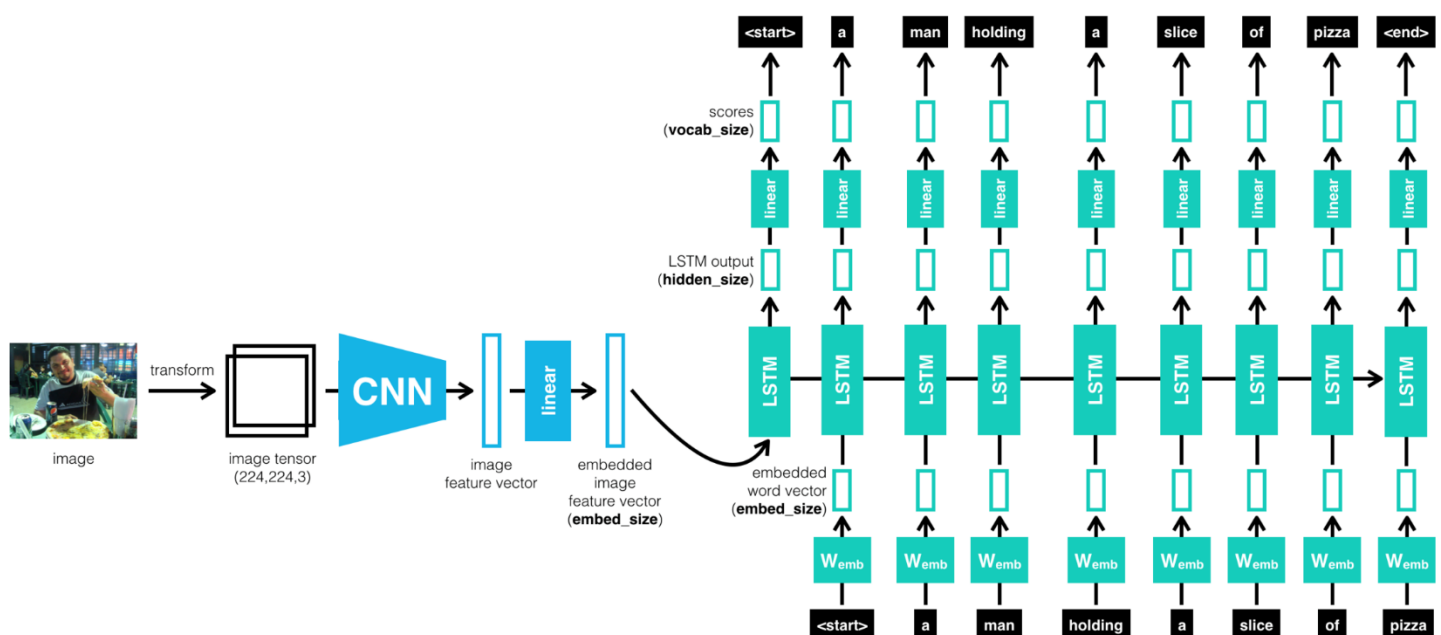 <start> a man holding a slice of pizza <end>
scores
(vocab_size)
linear linear linear linear linear linear linear linear linear
LSTM output
(hidden_size)
LSTM LSTM LSTM LSTM LSTM LSTM LSTM LSTM LSTM
transform
CNN
linear
image
image tensor
(224,224,3)
image
feature vector
embedded
image
feature vector
(embed_size)
embedded
word vector
(embed_size)
Wemb Wemb Wemb Wemb Wemb Wemb Wemb Wemb
<start> a man holding a slice of pizza